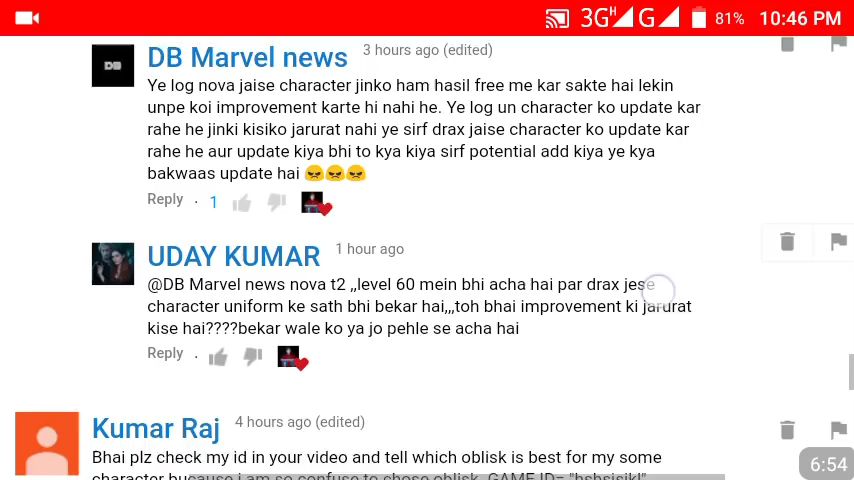 3G H G 81% 10:46 PM
DB
DB Marvel news 3 hours ago (edited)
Ye log nova jaise character jinko ham hasil free me kar sakte hai lekin
unpe koi improvement karte hi nahi he. Ye log un character ko update kar
rahe he jinki kisiko jarurat nahi ye sirf drax jaise character ko update kar
rahe he aur update kiya bhi to kya kiya sirf potential add kiya ye kya
bakwaas update hai 😠😠😠
Reply · 1
UDAY KUMAR 1 hour ago
@DB Marvel news nova t2 ,,level 60 mein bhi acha hai par drax jese
character uniform ke sath bhi bekar hai,,,toh bhai improvement ki jarurat
kise hai????bekar wale ko ya jo pehle se acha hai
Reply ·
Kumar Raj 4 hours ago (edited)
Bhai plz check my id in your video and tell which oblisk is best for my some
character bucause i am so confuse to chose oblisk GAME ID=
6:54